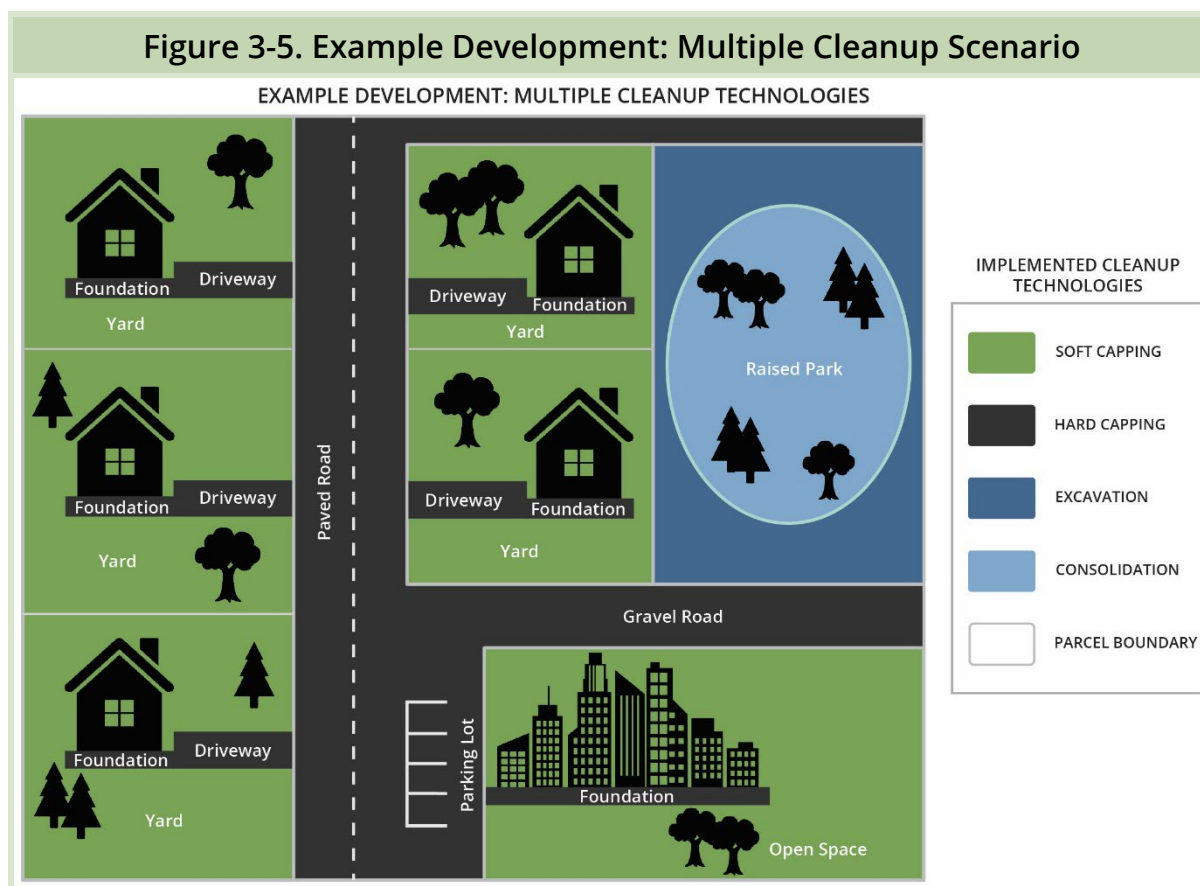 Figure 3-5. Example Development: Multiple Cleanup Scenario
EXAMPLE DEVELOPMENT: MULTIPLE CLEANUP TECHNOLOGIES
Foundation
Driveway
Yard
Foundation
Driveway
Yard
Foundation
Driveway
Yard
Paved Road
Driveway
Foundation
Yard
Driveway
Foundation
Yard
Raised Park
Gravel Road
Parking Lot
Foundation
Open Space
IMPLEMENTED CLEANUP
TECHNOLOGIES
SOFT CAPPING
HARD CAPPING
EXCAVATION
CONSOLIDATION
PARCEL BOUNDARY